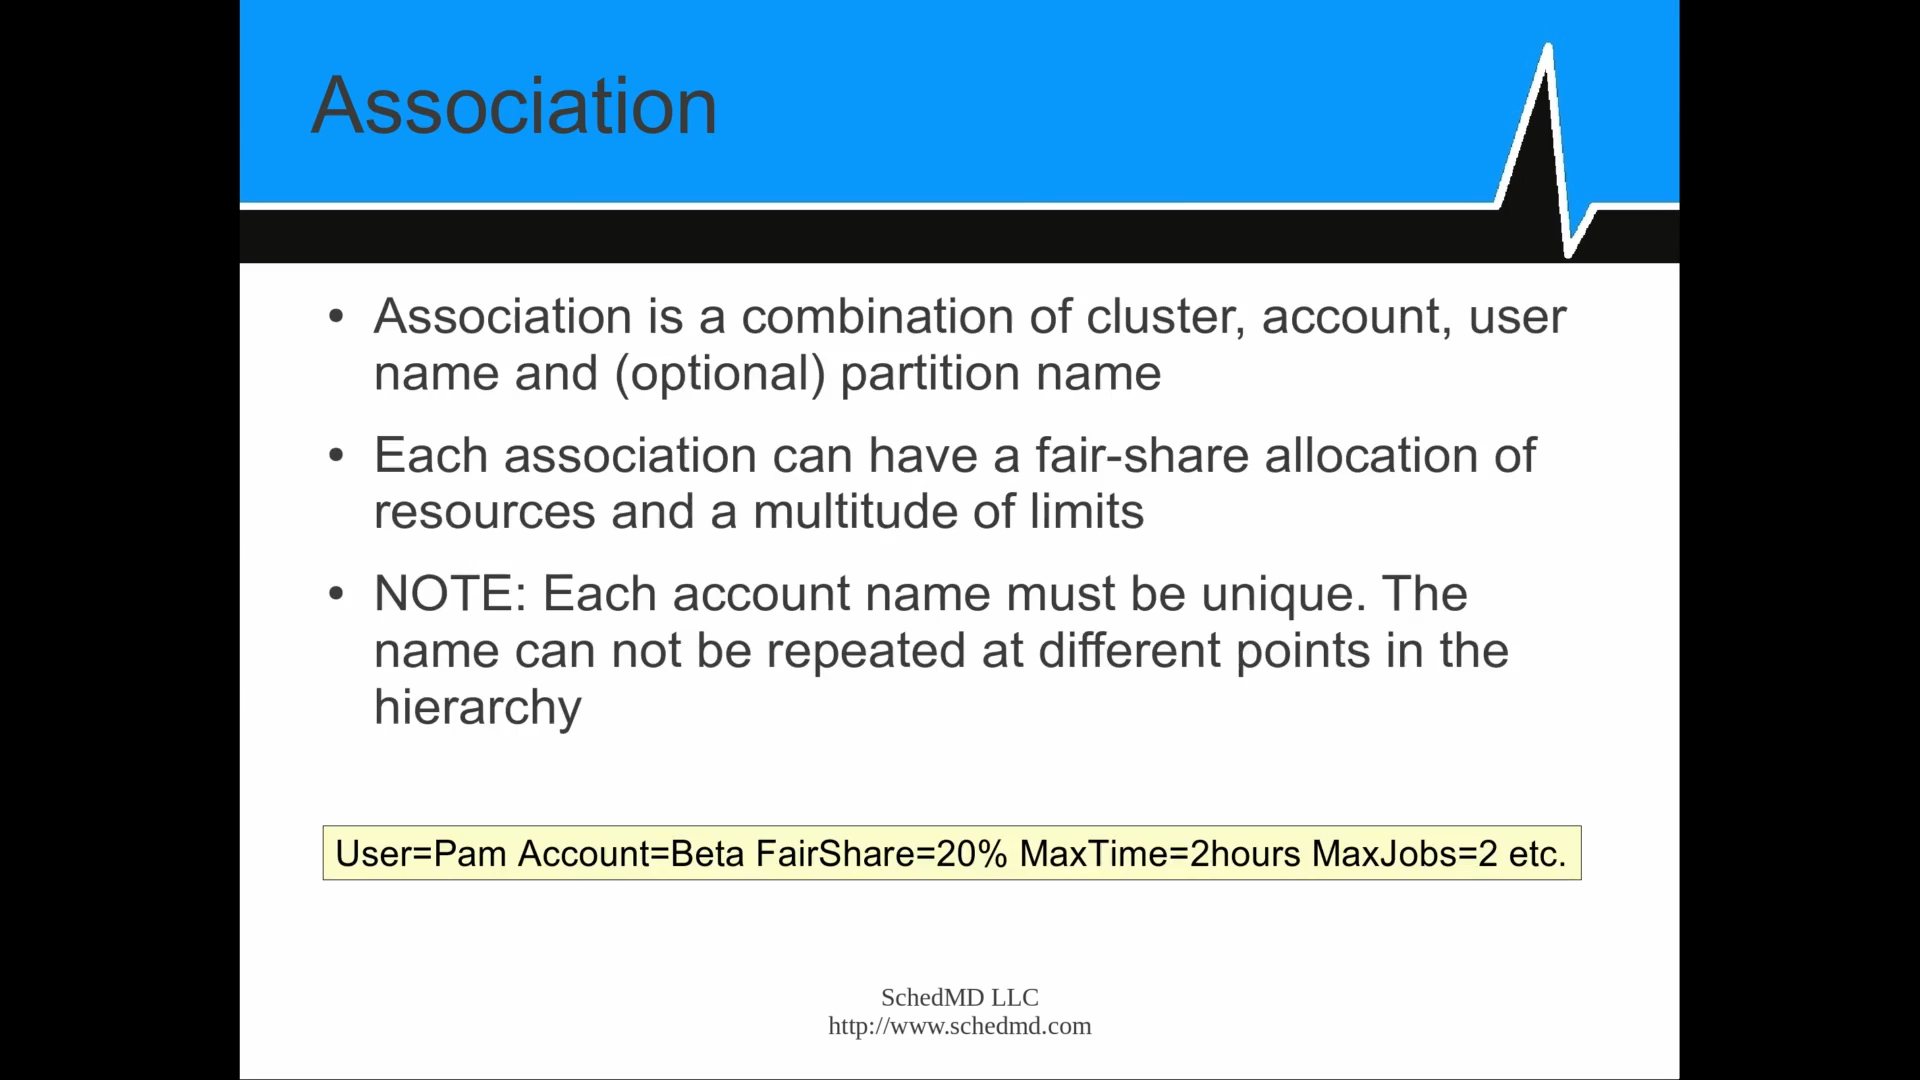 Association
• Association is a combination of cluster, account, user
name and (optional) partition name
• Each association can have a fair-share allocation of
resources and a multitude of limits
• NOTE: Each account name must be unique. The
name can not be repeated at different points in the
hierarchy
User=Pam Account=Beta FairShare=20% MaxTime=2hours MaxJobs=2 etc.
SchedMD LLC
http://www.schedmd.com